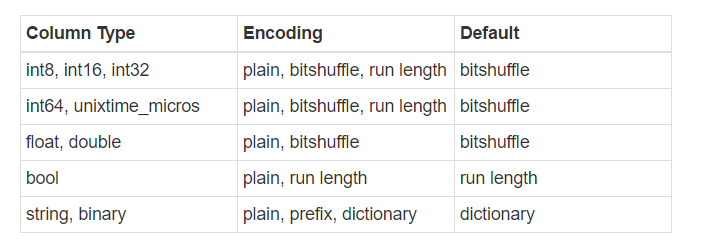 Column Type Encoding Default
int8, int16, int32 plain, bitshuffle, run length bitshuffle
int64, unixtime_micros plain, bitshuffle, run length bitshuffle
float, double plain, bitshuffle bitshuffle
bool plain, run length run length
string, binary plain, prefix, dictionary dictionary